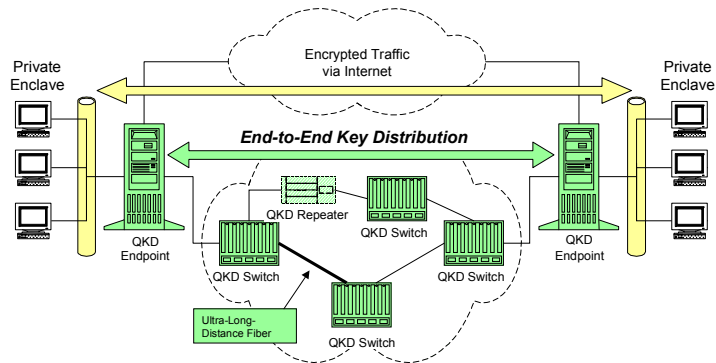 Encrypted Traffic
via Internet
Private
Enclave
Private
Enclave
End-to-End Key Distribution
QKD Repeater
QKD Switch
QKD
Endpoint
QKD
Endpoint
QKD Switch
QKD Switch
Ultra-Long-
Distance Fiber
QKD Switch